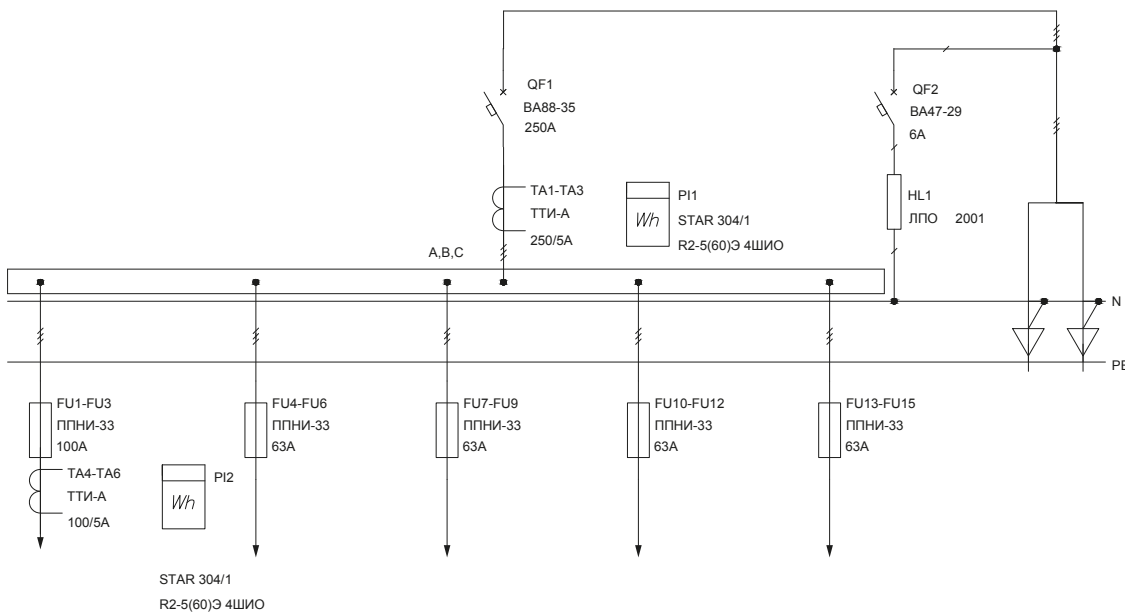 QF1
ВА88-35
250А
QF2
ВА47-29
6А
ТА1-ТА3
ТТИ-А
250/5А
Wh
PI1
STAR 304/1
R2-5(60)Э 4ШИО
HL1
ЛПО 2001
А,В,С
N
PE
FU1-FU3
ППНИ-33
100А
FU4-FU6
ППНИ-33
63А
FU7-FU9
ППНИ-33
63А
FU10-FU12
ППНИ-33
63А
FU13-FU15
ППНИ-33
63А
ТА4-ТА6
ТТИ-А
100/5А
Wh
PI2
STAR 304/1
R2-5(60)Э 4ШИО